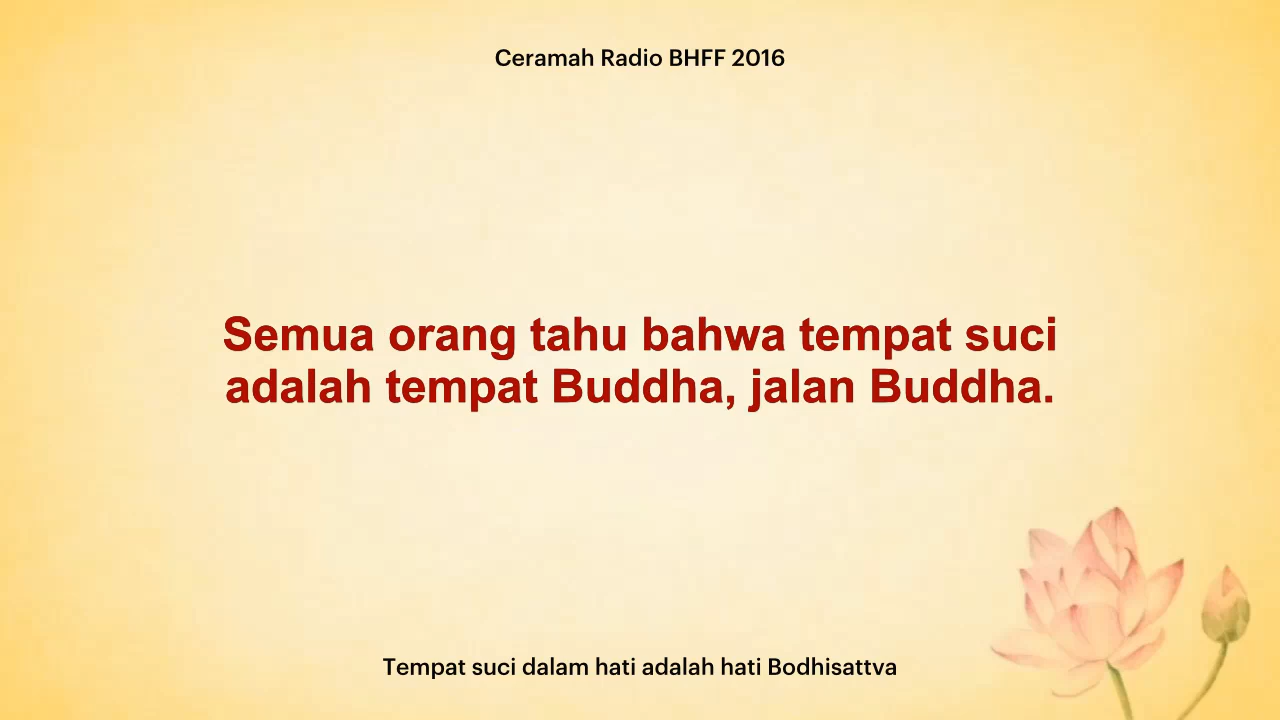 Ceramah Radio BHFF 2016
Semua orang tahu bahwa tempat suci
adalah tempat Buddha, jalan Buddha.
Tempat suci dalam hati adalah hati Bodhisattva